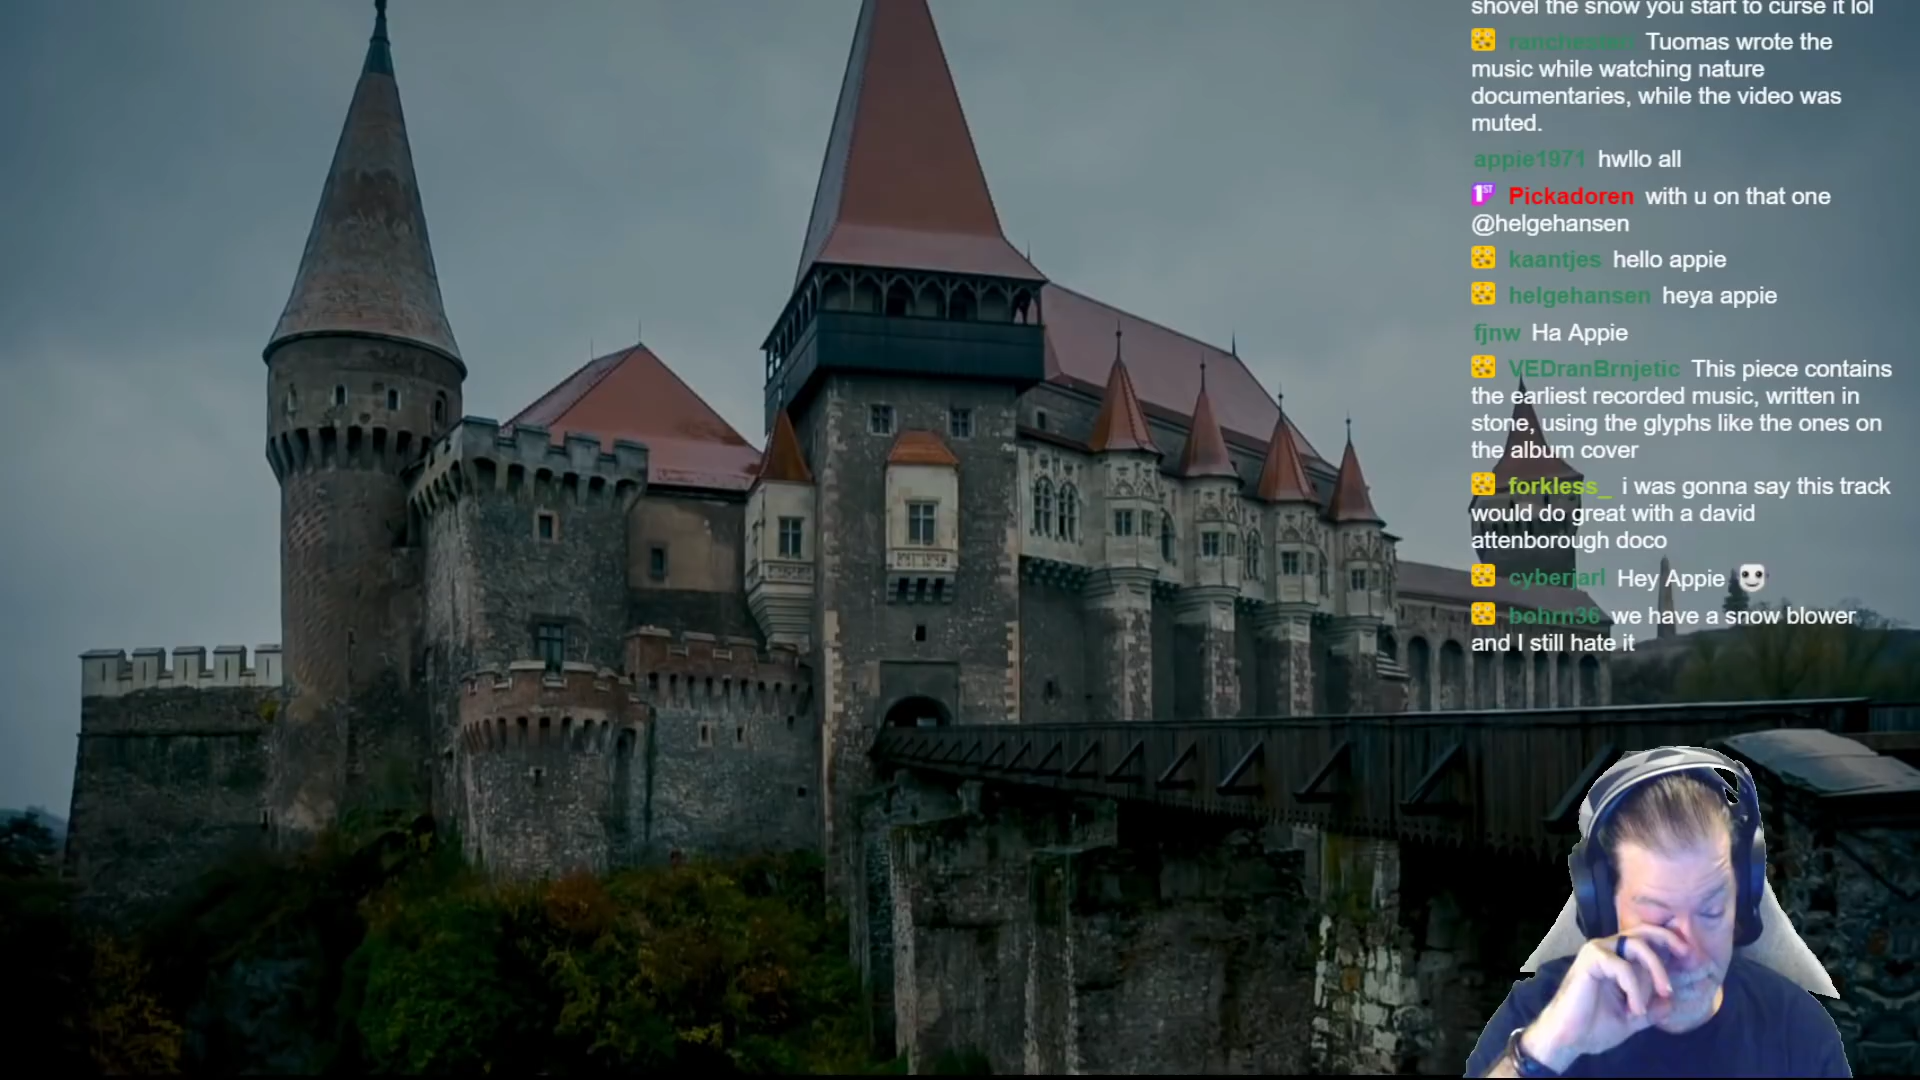 shovel the snow you start to curse it lol
Tuomas wrote the
music while watching nature
documentaries, while the video was
muted.
appie1971 hwllo all
1ST Pickadoren with u on that one
@helgehansen
kaantjes hello appie
helgehansen heya appie
fjnw Ha Appie
VEDranBrnjetic This piece contains
the earliest recorded music, written in
stone, using the glyphs like the ones on
the album cover
forkless_ i was gonna say this track
would do great with a david
attenborough doco
cyberjarl Hey Appie
bohrn36 we have a snow blower
and I still hate it